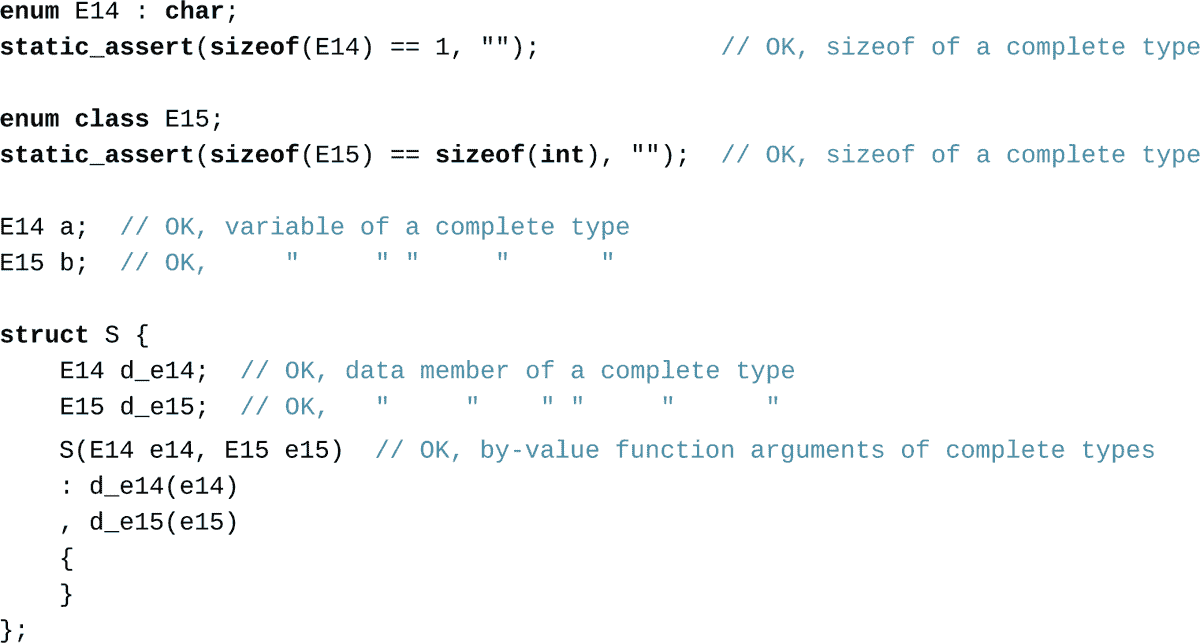 enum E14 : char;
static_assert(sizeof(E14) == 1, "");            // OK, sizeof of a complete type

enum class E15;
static_assert(sizeof(E15) == sizeof(int), "");  // OK, sizeof of a complete type

E14 a;  // OK, variable of a complete type
E15 b;  // OK,     "     " "     "      "

struct S {
    E14 d_e14;  // OK, data member of a complete type
    E15 d_e15;  // OK,   "     "    " "     "      "
    S(E14 e14, E15 e15)  // OK, by-value function arguments of complete types
    : d_e14(e14)
    , d_e15(e15)
    {
    }
};